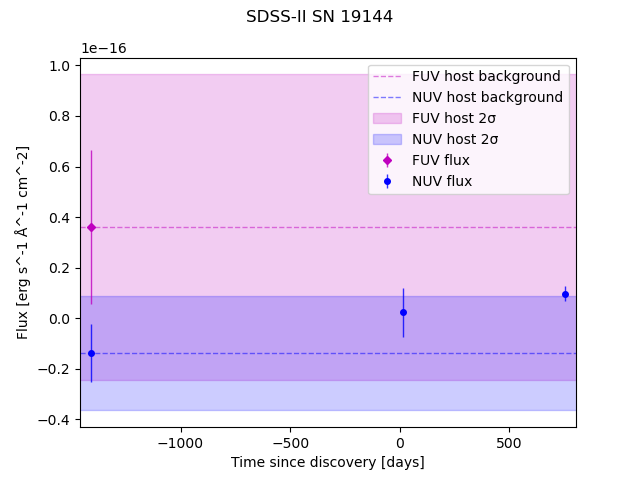 SDSS-II SN 19144
1e−16
FUV host background
NUV host background
FUV host 2σ
NUV host 2σ
FUV flux
NUV flux
1.0
0.8
0.6
0.4
0.2
0.0
−0.2
−0.4
Flux [erg s^-1 Å^-1 cm^-2]
−1000
−500
0
500
Time since discovery [days]